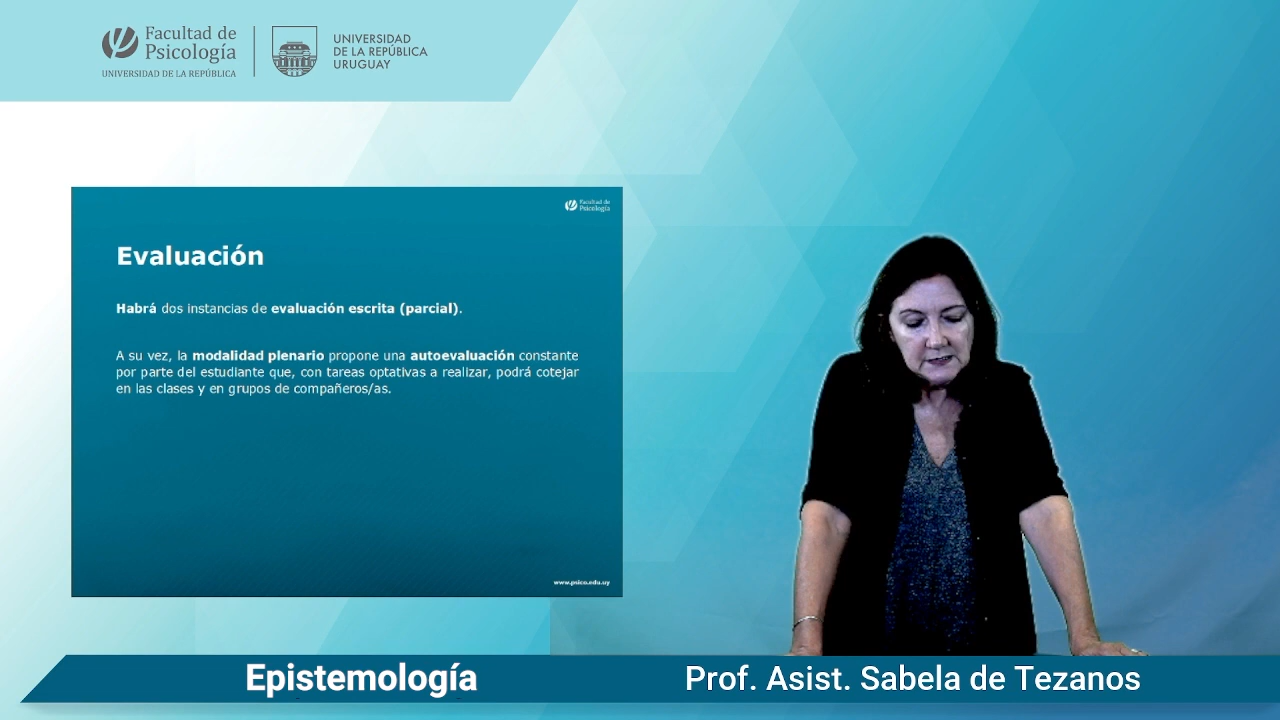 Facultad de
Psicología
UNIVERSIDAD DE LA REPÚBLICA
UNIVERSIDAD
DE LA REPÚBLICA
URUGUAY
Facultad de
Psicología
Evaluación
Habrá dos instancias de evaluación escrita (parcial).
A su vez, la modalidad plenario propone una autoevaluación constante
por parte del estudiante que, con tareas optativas a realizar, podrá cotejar
en las clases y en grupos de compañeros/as.
www.psico.edu.uy
Epistemología
Prof. Asist. Sabela de Tezanos